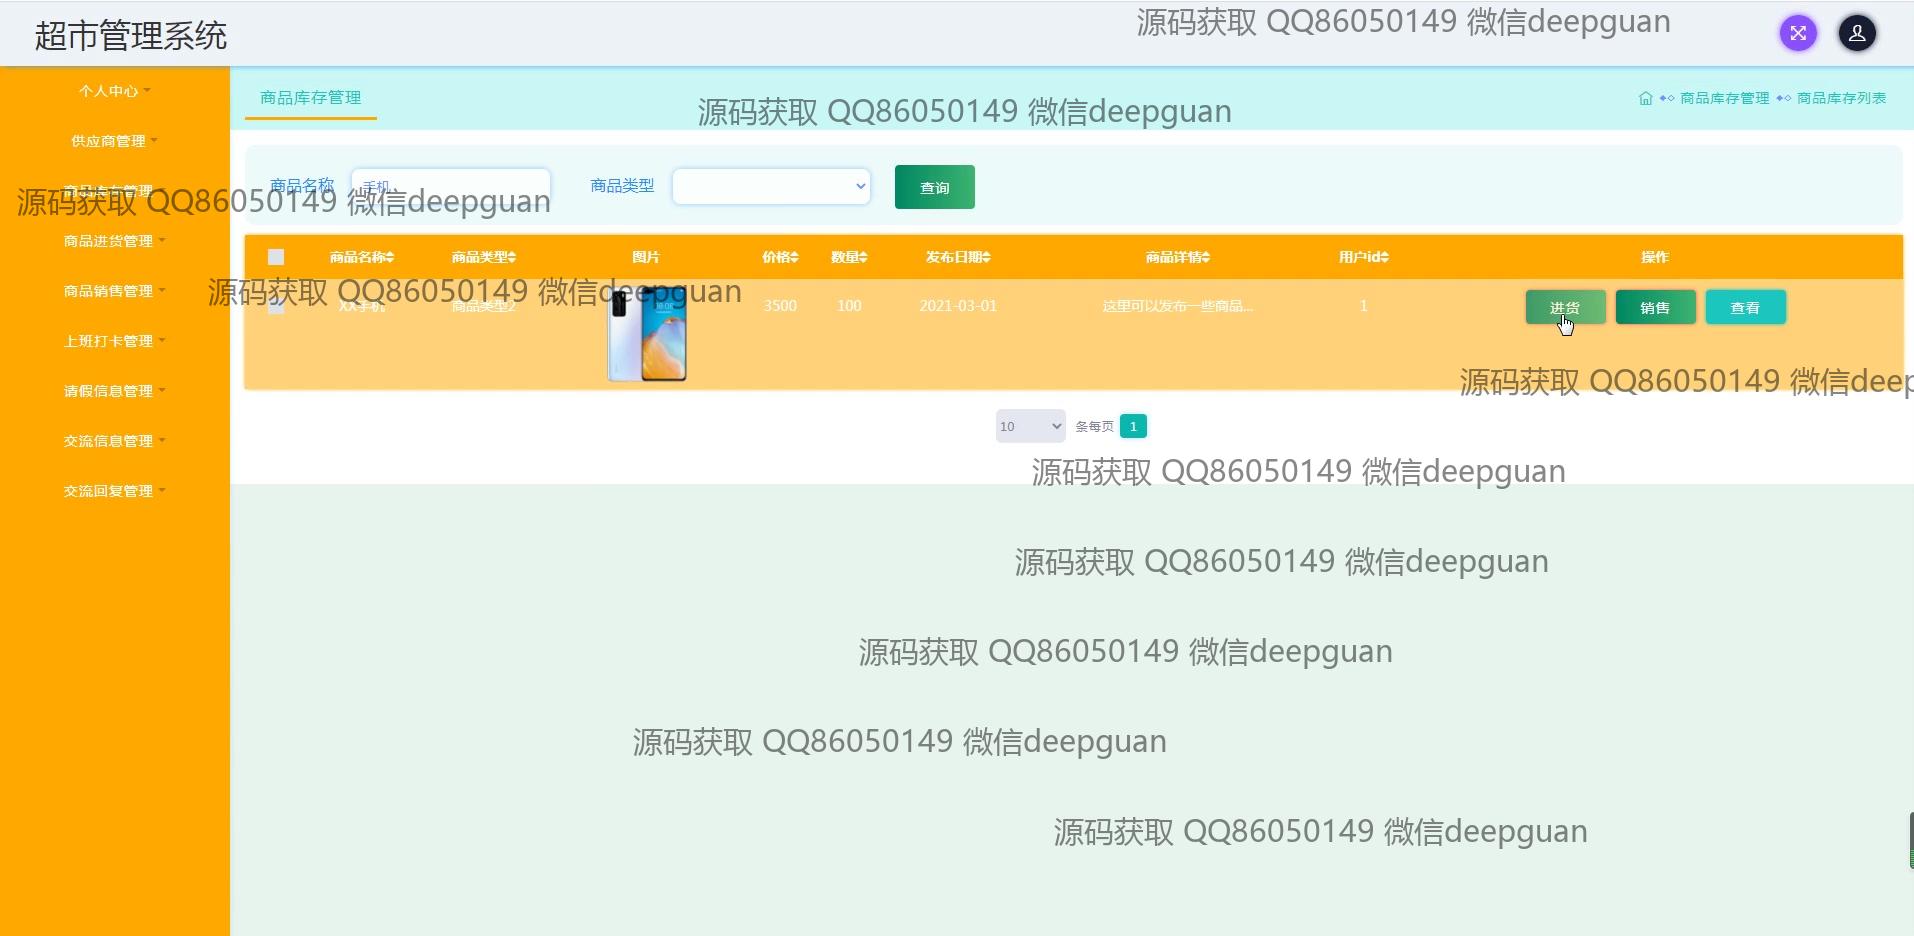 超市管理系统
源码获取 QQ86050149 微信deepguan
个人中心
供应商管理
商品库存管理
商品进货管理
商品销售管理
上班打卡管理
请假信息管理
交流信息管理
交流回复管理
商品库存管理
源码获取 QQ86050149 微信deepguan
商品库存管理 商品库存列表
商品名称 手机 商品类型 查询
源码获取 QQ86050149 微信deepguan
商品名称 商品类型 图片 价格 数量 发布日期 商品详情 用户id 操作
源码获取 QQ86050149 微信deepguan
XX手机 商品类型2 3500 100 2021-03-01 这里可以发布一些商品... 1 进货 销售 查看
源码获取 QQ86050149 微信deep
10 条每页 1
源码获取 QQ86050149 微信deepguan
源码获取 QQ86050149 微信deepguan
源码获取 QQ86050149 微信deepguan
源码获取 QQ86050149 微信deepguan
源码获取 QQ86050149 微信deepguan